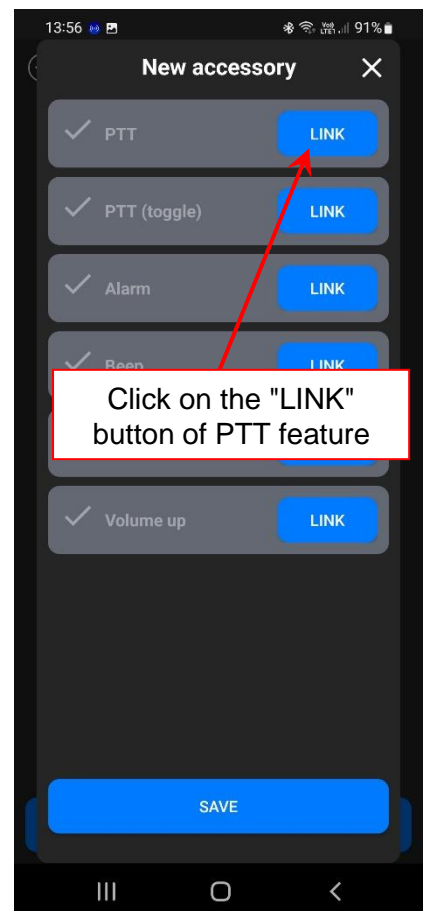 13:56 91%
New accessory
PTT LINK
PTT (toggle) LINK
Alarm LINK
Click on the "LINK"
button of PTT feature
Volume up LINK
SAVE